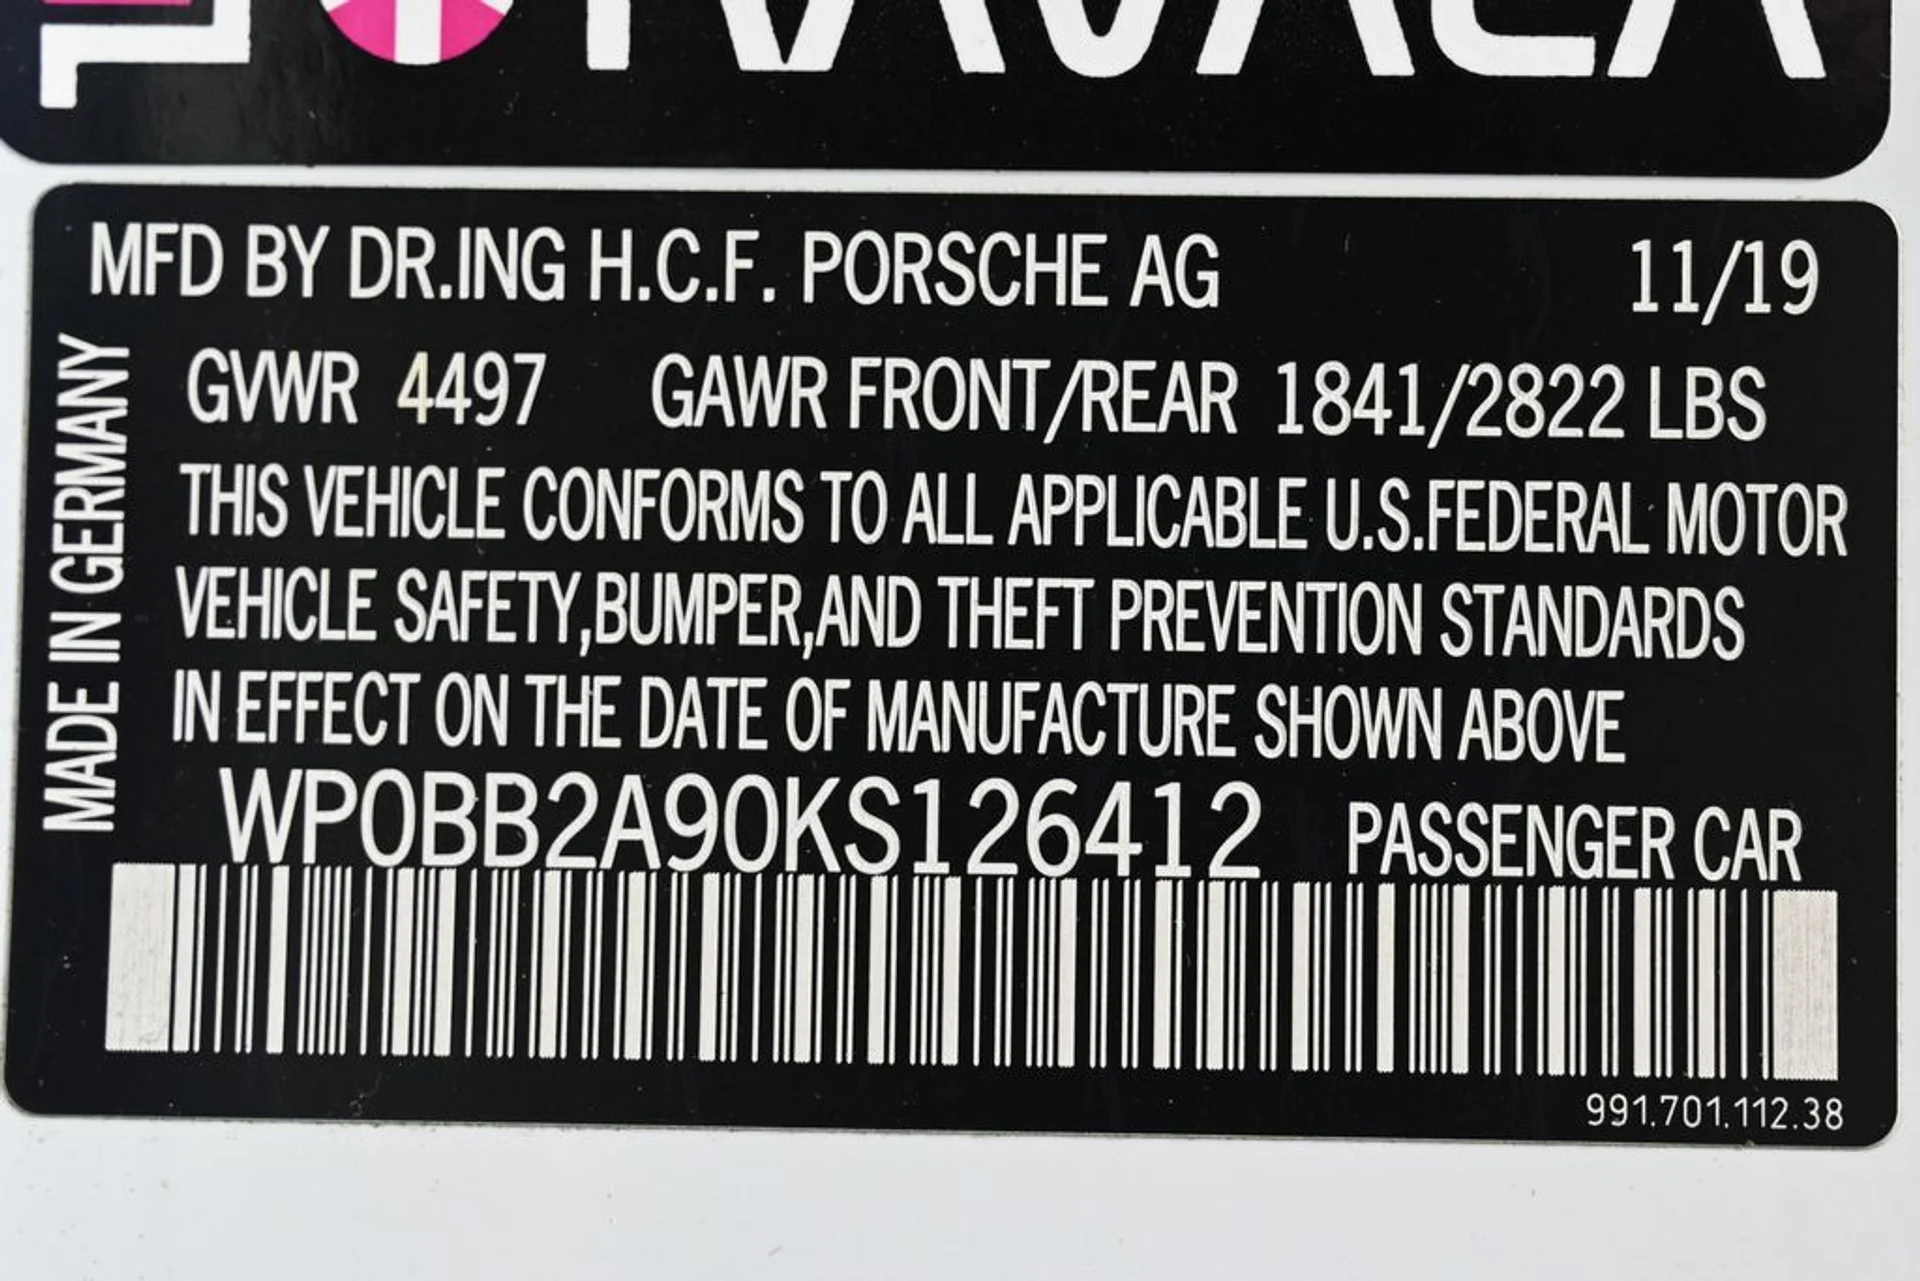 MFD BY DR.ING H.C.F. PORSCHE AG 11/19
GVWR 4497 GAWR FRONT/REAR 1841/2822 LBS
THIS VEHICLE CONFORMS TO ALL APPLICABLE U.S.FEDERAL MOTOR
VEHICLE SAFETY,BUMPER,AND THEFT PREVENTION STANDARDS
IN EFFECT ON THE DATE OF MANUFACTURE SHOWN ABOVE
WP0BB2A90KS126412 PASSENGER CAR
991.701.112.38
MADE IN GERMANY